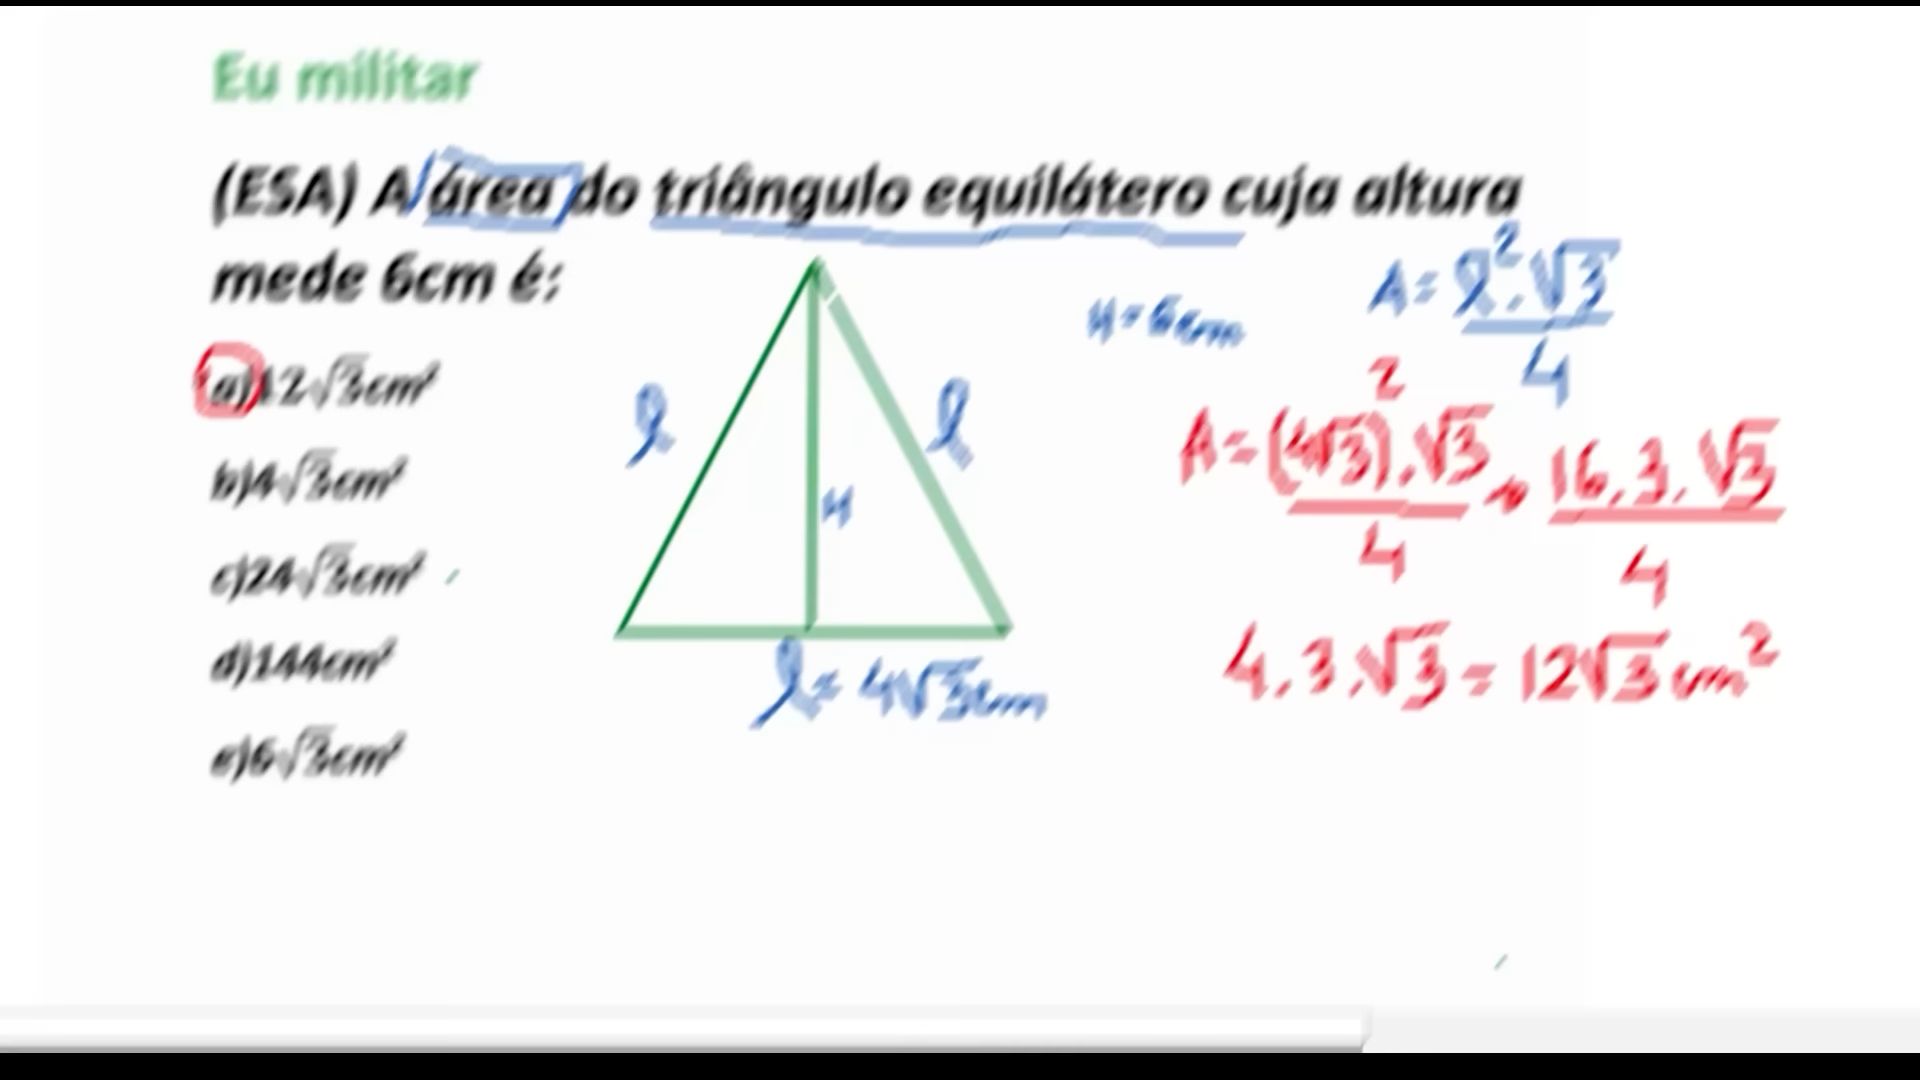 Eu militar
(ESA) A área do triângulo equilátero cuja altura
mede 6cm é:
a)12√3cm²
b)4√3cm²
c)24√3cm²
d)144cm²
e)6√3cm²
l
l
H
l = 4√3cm
H = 6cm
A = l².√3
4
A = (4√3)².√3 → 16.3.√3
4 4
4.3.√3 = 12√3 cm²